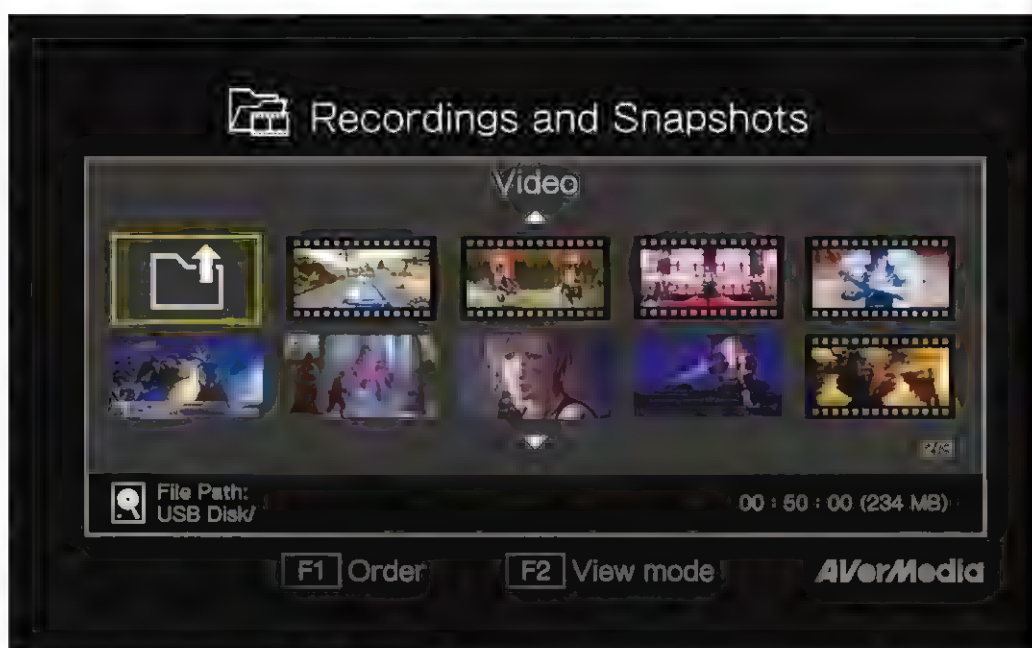 Recordings and Snapshots
Video
File Path:
USB Disk/
00 : 50 : 00 (234 MB)
F1 Order
F2 View mode
AVerMedia